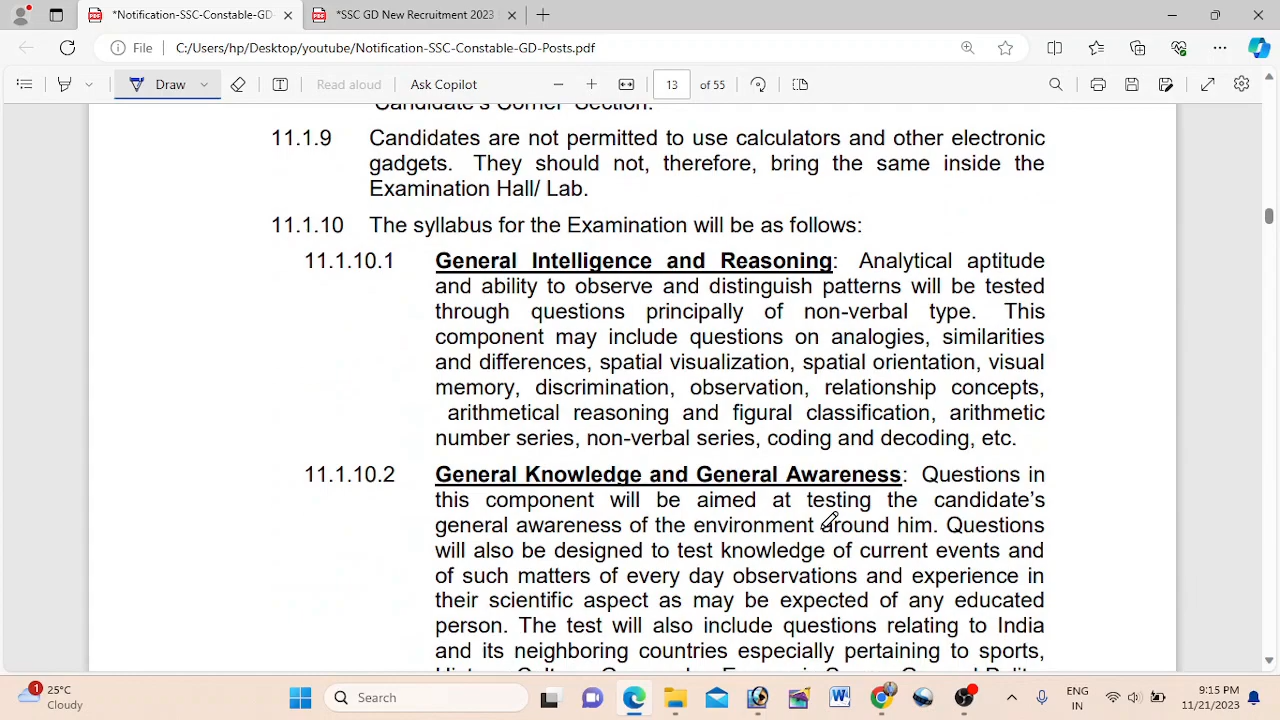 *Notification-SSC-Constable-GD-
*SSC GD New Recruitment 2023
File
C:/Users/hp/Desktop/youtube/Notification-SSC-Constable-GD-Posts.pdf
Draw
Read aloud
Ask Copilot
13 of 55
Candidate's Corner' Section.
11.1.9 Candidates are not permitted to use calculators and other electronic
gadgets. They should not, therefore, bring the same inside the
Examination Hall/ Lab.
11.1.10 The syllabus for the Examination will be as follows:
11.1.10.1 General Intelligence and Reasoning: Analytical aptitude
and ability to observe and distinguish patterns will be tested
through questions principally of non-verbal type. This
component may include questions on analogies, similarities
and differences, spatial visualization, spatial orientation, visual
memory, discrimination, observation, relationship concepts,
arithmetical reasoning and figural classification, arithmetic
number series, non-verbal series, coding and decoding, etc.
11.1.10.2 General Knowledge and General Awareness: Questions in
this component will be aimed at testing the candidate's
general awareness of the environment around him. Questions
will also be designed to test knowledge of current events and
of such matters of every day observations and experience in
their scientific aspect as may be expected of any educated
person. The test will also include questions relating to India
and its neighboring countries especially pertaining to sports,
1
25°C
Cloudy
Search
ENG
IN
9:15 PM
11/21/2023